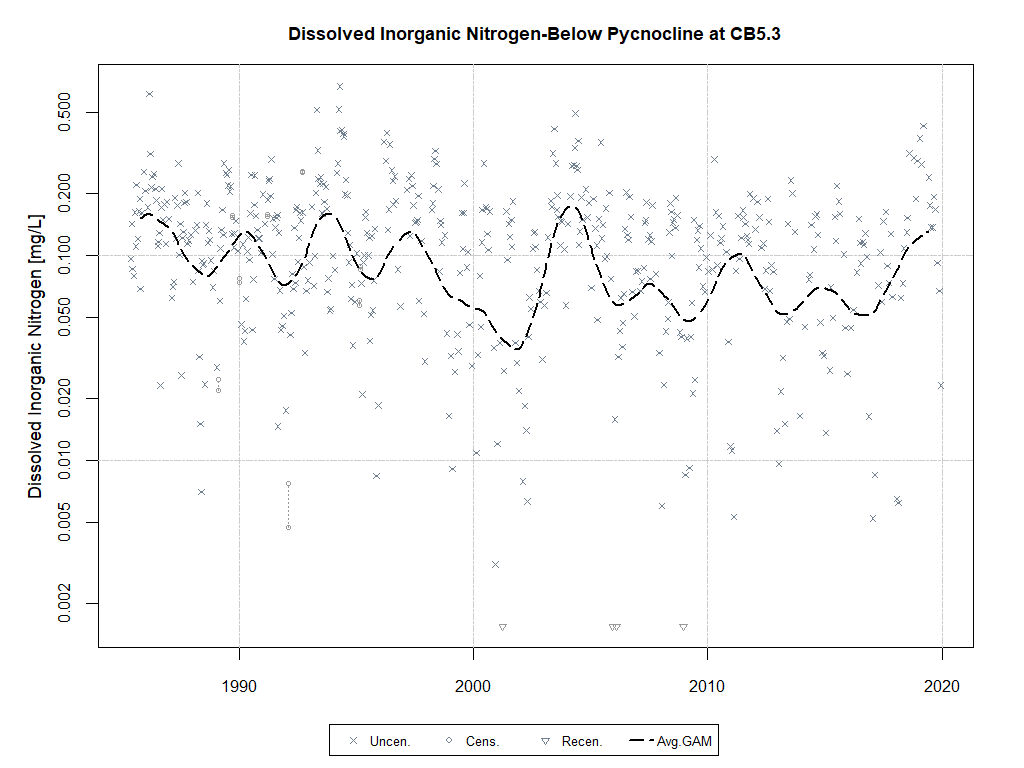 Dissolved Inorganic Nitrogen-Below Pycnocline at CB5.3
Dissolved Inorganic Nitrogen [mg/L]
0.500
0.200
0.100
0.050
0.020
0.010
0.005
0.002
1990
2000
2010
2020
Uncen.
Cens.
Recen.
Avg.GAM